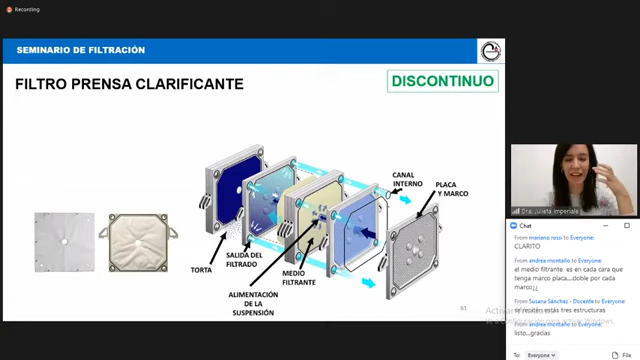 Recording
SEMINARIO DE FILTRACIÓN
FILTRO PRENSA CLARIFICANTE
DISCONTINUO
CANAL
INTERNO
PLACA
Y MARCO
TORTA
SALIDA DEL
FILTRADO
MEDIO
FILTRANTE
ALIMENTACIÓN
DE LA
SUSPENSIÓN
61
Dra. Julieta Imperiale
Chat
From mariano rossi to Everyone:
CLARITO
From andrea montaño to Everyone:
el medio filtrante es en cada cara que
tenga marco placa....doble por cada
marco¿¿
From Susana Sánchez - Docente to Everyone:
estás tres estructuras
From andrea montaño to Everyone:
listo...gracias
To: Everyone
File